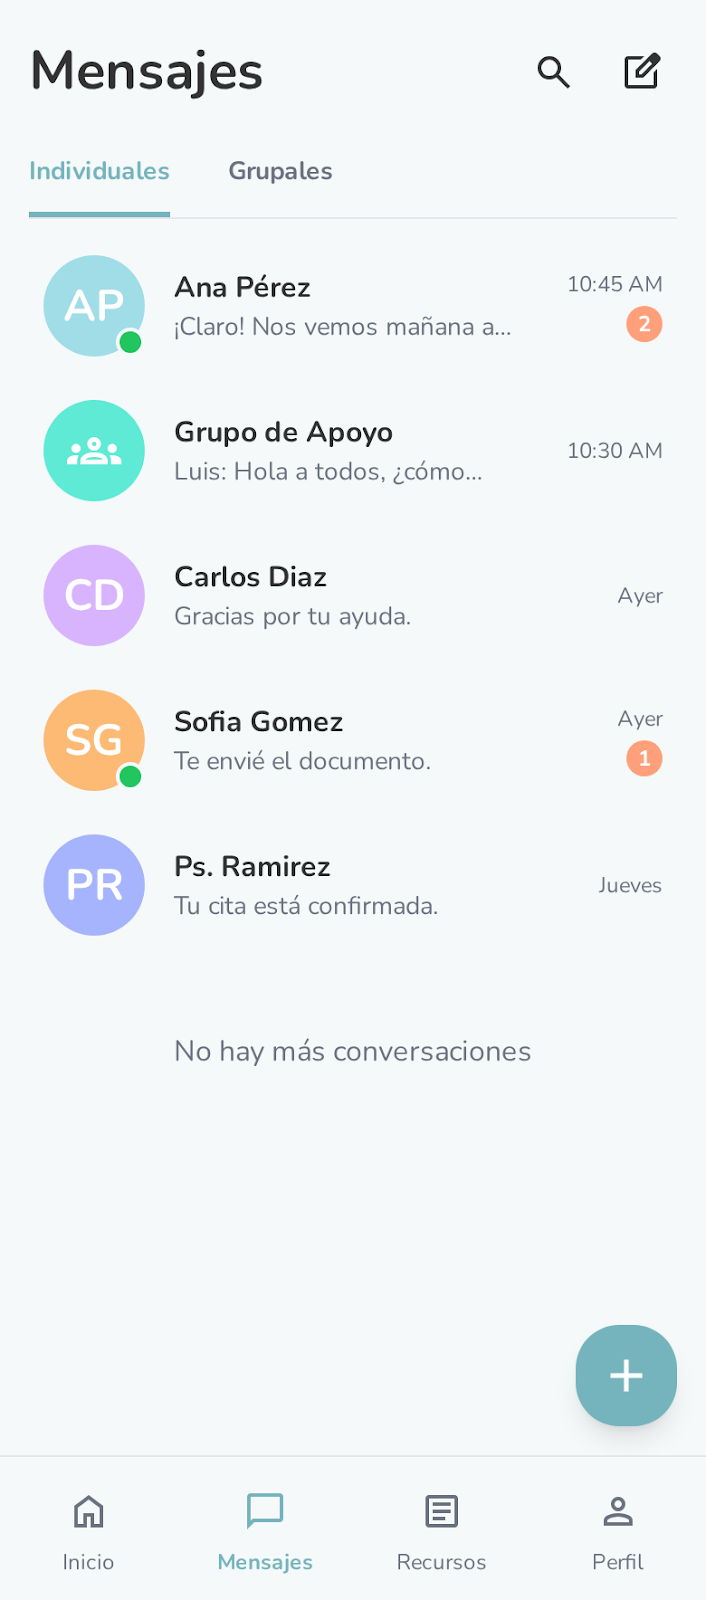 Mensajes
Individuales
Grupales
AP
Ana Pérez
10:45 AM
¡Claro! Nos vemos mañana a...
2
Grupo de Apoyo
10:30 AM
Luis: Hola a todos, ¿cómo...
CD
Carlos Diaz
Ayer
Gracias por tu ayuda.
SG
Sofia Gomez
Ayer
Te envié el documento.
1
PR
Ps. Ramirez
Jueves
Tu cita está confirmada.
No hay más conversaciones
Inicio
Mensajes
Recursos
Perfil